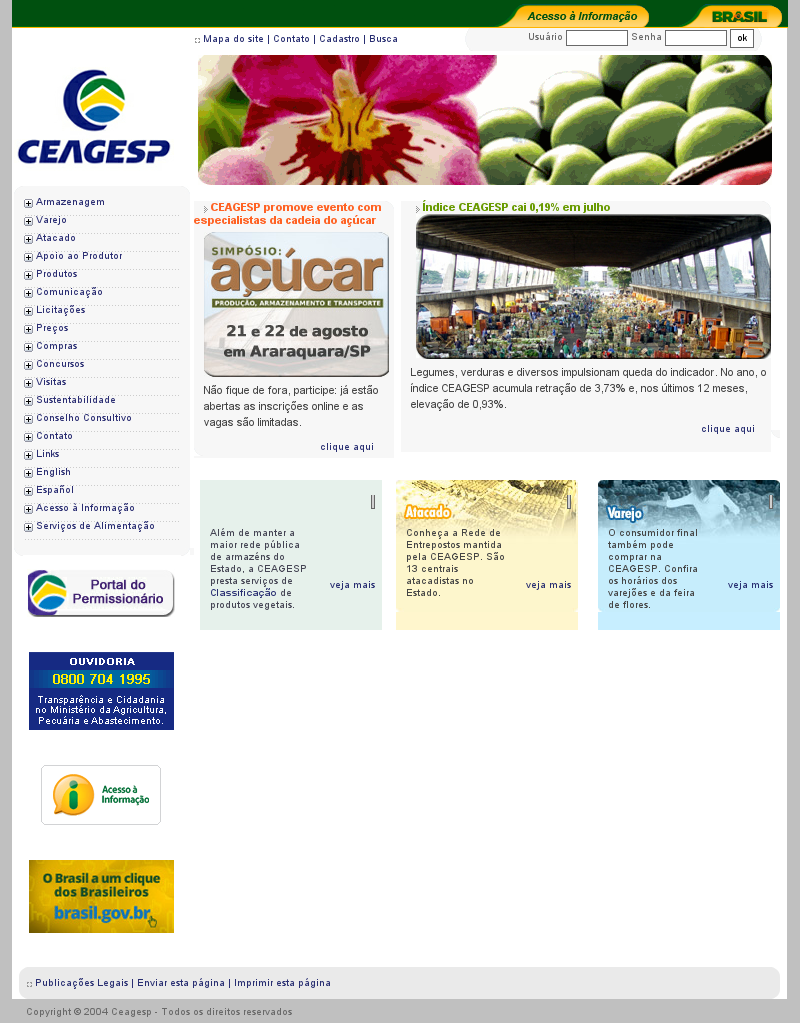 Acesso à Informação
BRASIL
Mapa do site | Contato | Cadastro | Busca
Usuário
Senha
ok
CEAGESP
Armazenagem
Varejo
Atacado
Apoio ao Produtor
Produtos
Comunicação
Licitações
Preços
Compras
Concursos
Visitas
Sustentabilidade
Conselho Consultivo
Contato
Links
English
Español
Acesso à Informação
Serviços de Alimentação
CEAGESP promove evento com
especialistas da cadeia do açúcar
SIMPÓSIO:
açúcar
PRODUÇÃO, ARMAZENAMENTO E TRANSPORTE
21 e 22 de agosto
em Araraquara/SP
Não fique de fora, participe: já estão
abertas as inscrições online e as
vagas são limitadas.
clique aqui
Índice CEAGESP cai 0,19% em julho
Legumes, verduras e diversos impulsionam queda do indicador. No ano, o
índice CEAGESP acumula retração de 3,73% e, nos últimos 12 meses,
elevação de 0,93%.
clique aqui
Além de manter a
maior rede pública
de armazéns do
Estado, a CEAGESP
presta serviços de
Classificação de
produtos vegetais.
veja mais
Atacado
Conheça a Rede de
Entrepostos mantida
pela CEAGESP. São
13 centrais
atacadistas no
Estado.
veja mais
Varejo
O consumidor final
também pode
comprar na
CEAGESP. Confira
os horários dos
varejões e da feira
de flores.
veja mais
Portal do
Permissionário
OUVIDORIA
0800 704 1995
Transparência e Cidadania
no Ministério da Agricultura,
Pecuária e Abastecimento.
Acesso à
Informação
O Brasil a um clique
dos Brasileiros
brasil.gov.br
Publicações Legais | Enviar esta página | Imprimir esta página
Copyright © 2004 Ceagesp - Todos os direitos reservados